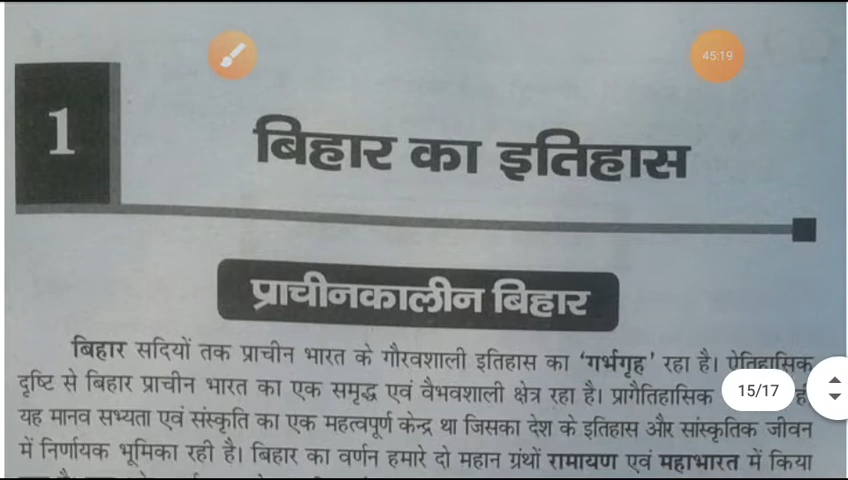 45:19
1
बिहार का इतिहास
प्राचीनकालीन बिहार
बिहार सदियों तक प्राचीन भारत के गौरवशाली इतिहास का 'गर्भगृह' रहा है। ऐतिहासिक
दृष्टि से बिहार प्राचीन भारत का एक समृद्ध एवं वैभवशाली क्षेत्र रहा है। प्रागैतिहासिक
15/17
यह मानव सभ्यता एवं संस्कृति का एक महत्वपूर्ण केन्द्र था जिसका देश के इतिहास और सांस्कृतिक जीवन
में निर्णायक भूमिका रही है। बिहार का वर्णन हमारे दो महान ग्रंथों रामायण एवं महाभारत में किया